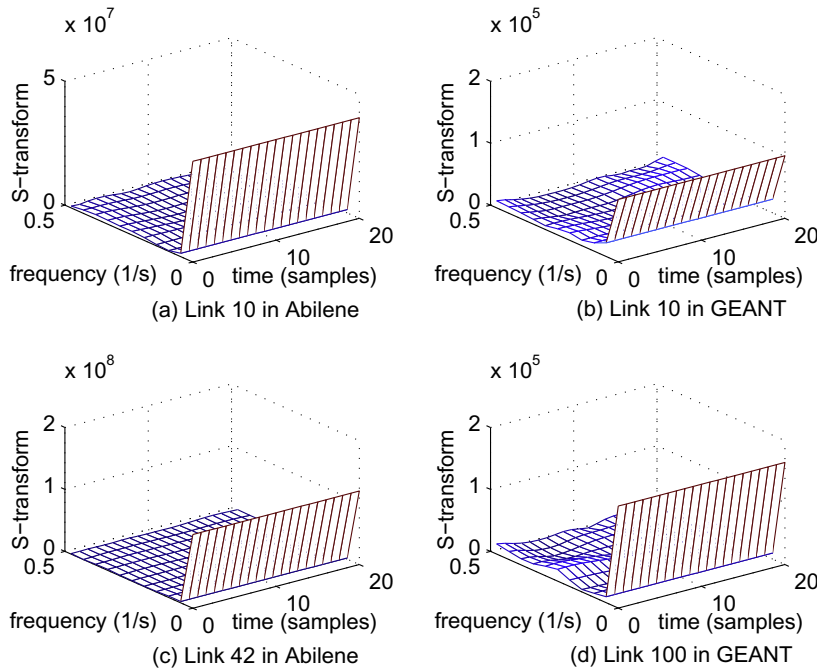 x 10^7
5
S−transform
0
0.5
frequency (1/s)
0
0
10
20
time (samples)
(a) Link 10 in Abilene
x 10^5
2
1
S−transform
0
0.5
frequency (1/s)
0
0
10
20
time (samples)
(b) Link 10 in GEANT
x 10^8
2
1
S−transform
0
0.5
frequency (1/s)
0
0
10
20
time (samples)
(c) Link 42 in Abilene
x 10^5
2
1
S−transform
0
0.5
frequency (1/s)
0
0
10
20
time (samples)
(d) Link 100 in GEANT